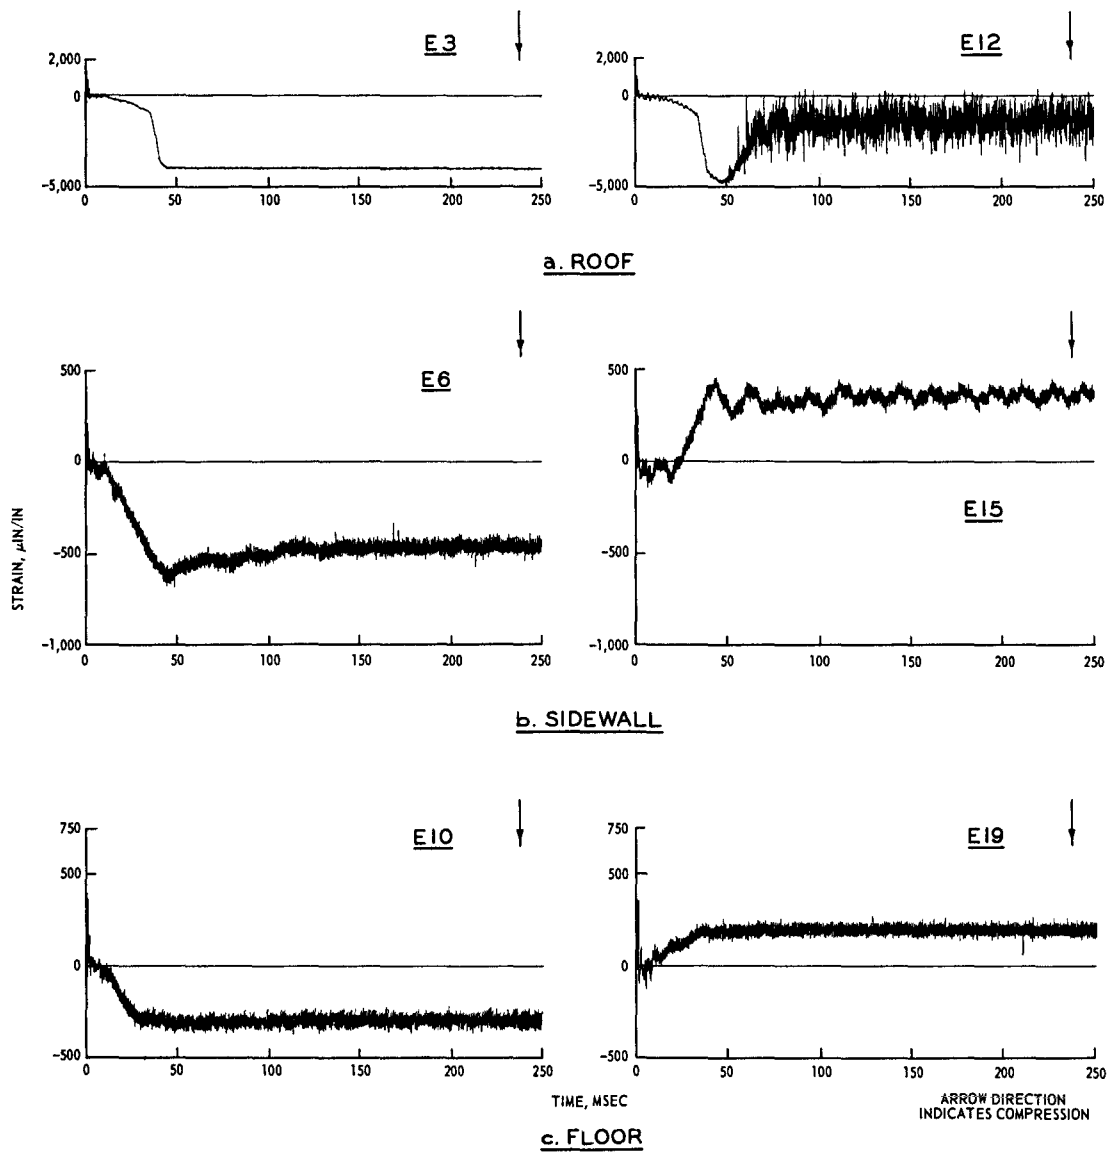 E3
2,000
0
-5,000
0 50 100 150 200 250
E12
2,000
0
-5,000
0 50 100 150 200 250
a. ROOF
E6
500
0
-500
-1,000
0 50 100 150 200 250
E15
500
0
-500
-1,000
0 50 100 150 200 250
STRAIN, μIN/IN
b. SIDEWALL
E10
750
500
0
-500
0 50 100 150 200 250
E19
750
500
0
-500
0 50 100 150 200 250
TIME, MSEC
ARROW DIRECTION
INDICATES COMPRESSION
c. FLOOR